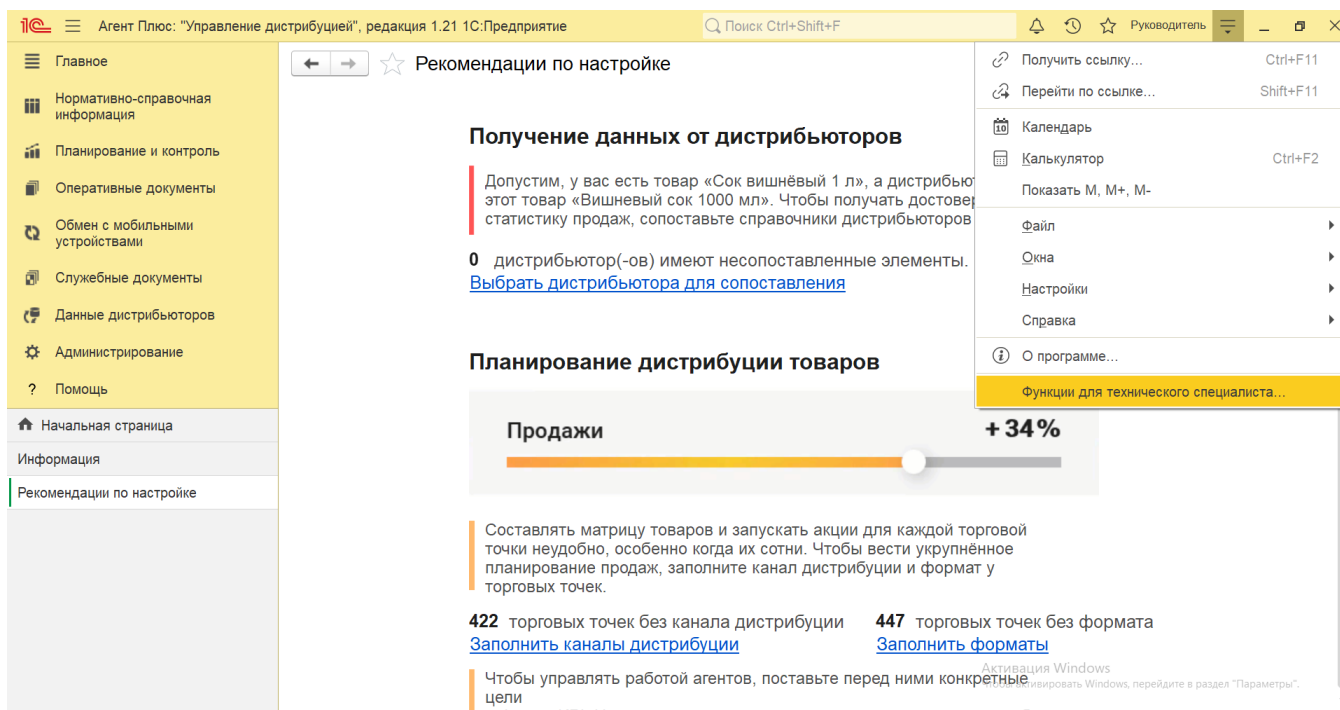 1С Агент Плюс: "Управление дистрибуцией", редакция 1.21 1С:Предприятие
Поиск Ctrl+Shift+F
Руководитель
Главное
Нормативно-справочная
информация
Планирование и контроль
Оперативные документы
Обмен с мобильными
устройствами
Служебные документы
Данные дистрибьюторов
Администрирование
? Помощь
Начальная страница
Информация
Рекомендации по настройке
Рекомендации по настройке
Получение данных от дистрибьюторов
Допустим, у вас есть товар «Сок вишнёвый 1 л», а дистрибью
этот товар «Вишневый сок 1000 мл». Чтобы получать достовер
статистику продаж, сопоставьте справочники дистрибьюторов
0 дистрибьютор(-ов) имеют несопоставленные элементы.
Выбрать дистрибьютора для сопоставления
Планирование дистрибуции товаров
Продажи +34%
Составлять матрицу товаров и запускать акции для каждой торговой
точки неудобно, особенно когда их сотни. Чтобы вести укрупнённое
планирование продаж, заполните канал дистрибуции и формат у
торговых точек.
422 торговых точек без канала дистрибуции 447 торговых точек без формата
Заполнить каналы дистрибуции Заполнить форматы
Чтобы управлять работой агентов, поставьте перед ними конкретные
цели
Получить ссылку... Ctrl+F11
Перейти по ссылке... Shift+F11
10 Календарь
Калькулятор Ctrl+F2
Показать M, M+, M-
Файл
Окна
Настройки
Справка
О программе...
Функции для технического специалиста...
Активация Windows
Чтобы активировать Windows, перейдите в раздел "Параметры".